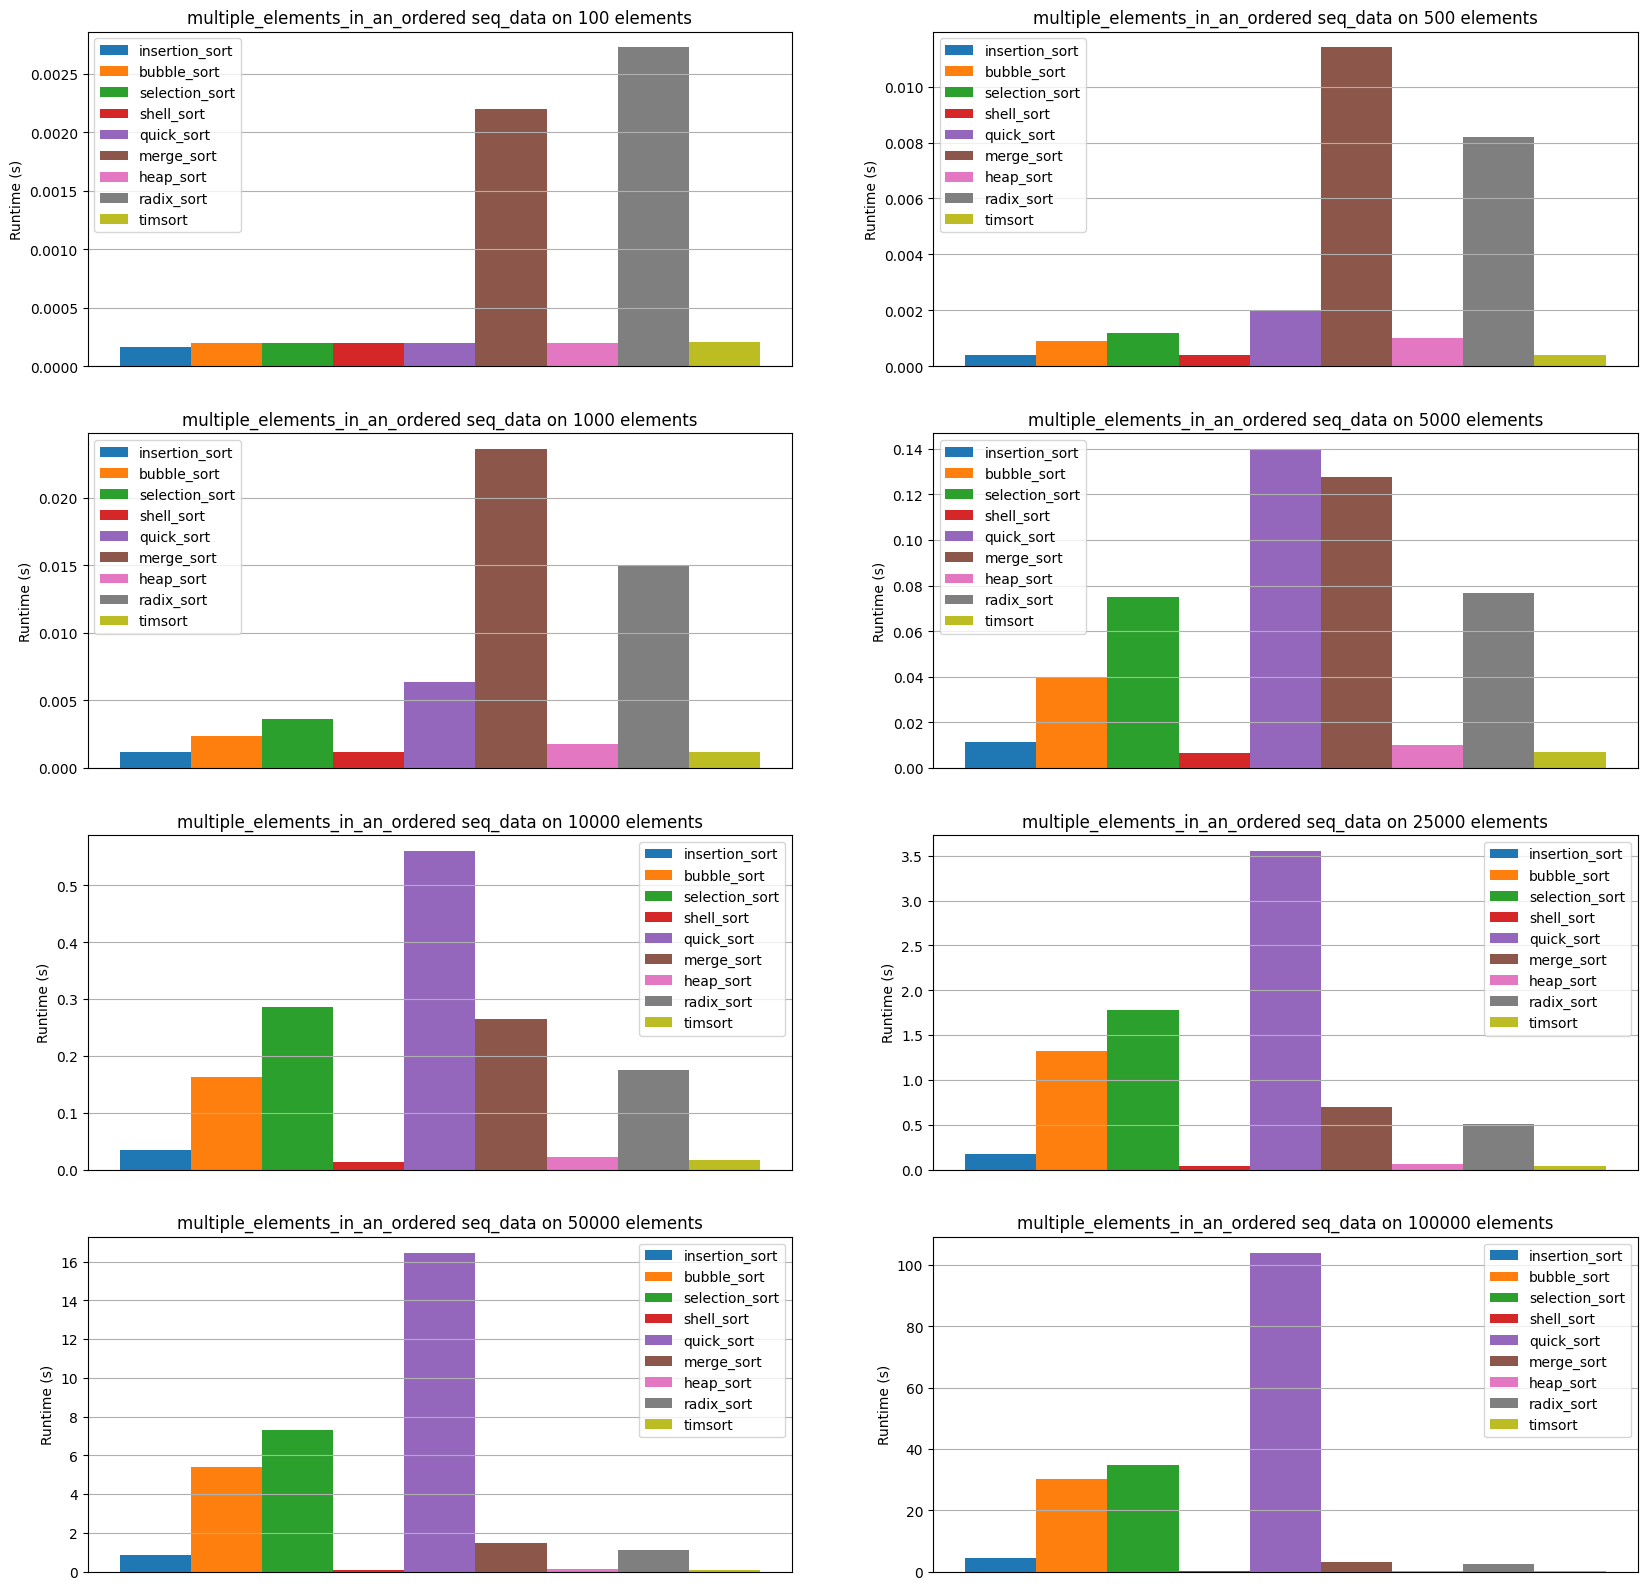 multiple_elements_in_an_ordered seq_data on 100 elements
Runtime (s)
0.0025
0.0020
0.0015
0.0010
0.0005
0.0000
insertion_sort
bubble_sort
selection_sort
shell_sort
quick_sort
merge_sort
heap_sort
radix_sort
timsort
multiple_elements_in_an_ordered seq_data on 500 elements
Runtime (s)
0.010
0.008
0.006
0.004
0.002
0.000
insertion_sort
bubble_sort
selection_sort
shell_sort
quick_sort
merge_sort
heap_sort
radix_sort
timsort
multiple_elements_in_an_ordered seq_data on 1000 elements
Runtime (s)
0.020
0.015
0.010
0.005
0.000
insertion_sort
bubble_sort
selection_sort
shell_sort
quick_sort
merge_sort
heap_sort
radix_sort
timsort
multiple_elements_in_an_ordered seq_data on 5000 elements
Runtime (s)
0.14
0.12
0.10
0.08
0.06
0.04
0.02
0.00
insertion_sort
bubble_sort
selection_sort
shell_sort
quick_sort
merge_sort
heap_sort
radix_sort
timsort
multiple_elements_in_an_ordered seq_data on 10000 elements
Runtime (s)
0.5
0.4
0.3
0.2
0.1
0.0
insertion_sort
bubble_sort
selection_sort
shell_sort
quick_sort
merge_sort
heap_sort
radix_sort
timsort
multiple_elements_in_an_ordered seq_data on 25000 elements
Runtime (s)
3.5
3.0
2.5
2.0
1.5
1.0
0.5
0.0
insertion_sort
bubble_sort
selection_sort
shell_sort
quick_sort
merge_sort
heap_sort
radix_sort
timsort
multiple_elements_in_an_ordered seq_data on 50000 elements
Runtime (s)
16
14
12
10
8
6
4
2
0
insertion_sort
bubble_sort
selection_sort
shell_sort
quick_sort
merge_sort
heap_sort
radix_sort
timsort
multiple_elements_in_an_ordered seq_data on 100000 elements
Runtime (s)
100
80
60
40
20
0
insertion_sort
bubble_sort
selection_sort
shell_sort
quick_sort
merge_sort
heap_sort
radix_sort
timsort